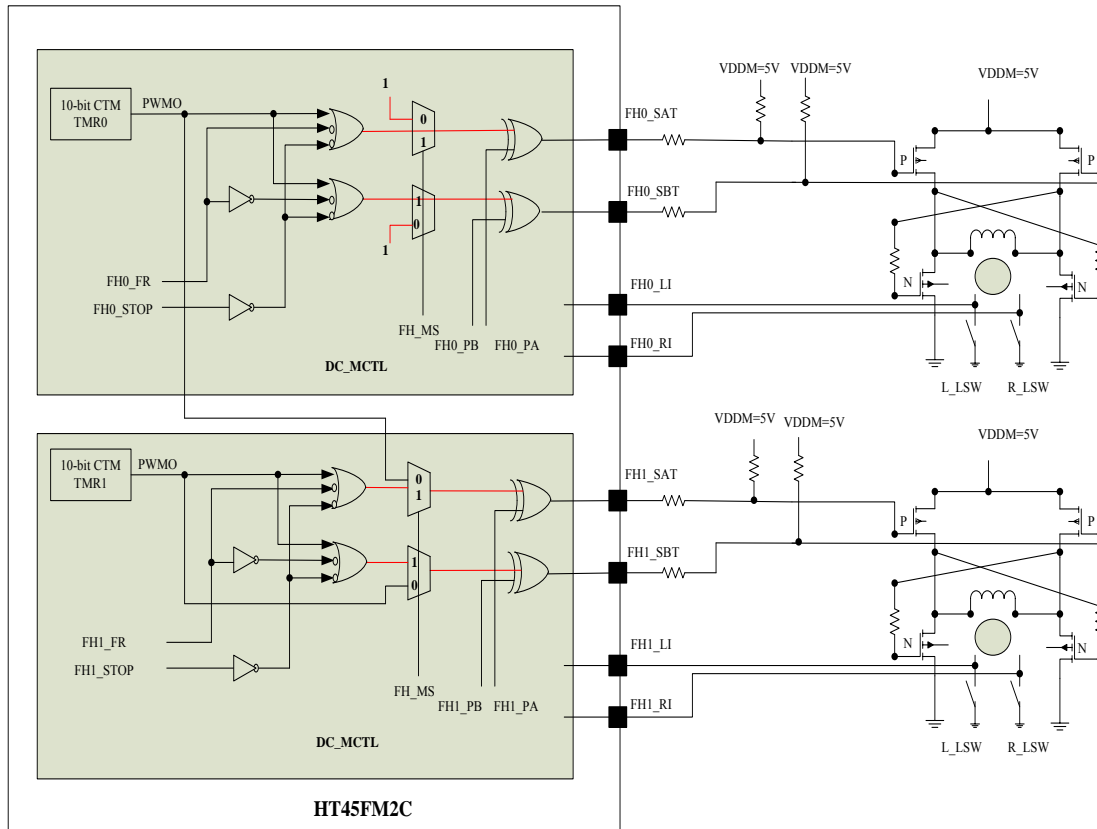 VDDM=5V
VDDM=5V
VDDM=5V
1
10-bit CTM
TMR0
PWMO
0
1
FH0_SAT
P
P
1
0
1
FH0_SBT
FH0_FR
FH0_STOP
FH_MS
FH0_PB
FH0_PA
FH0_LI
FH0_RI
N
N
DC_MCTL
L_LSW
R_LSW
VDDM=5V
VDDM=5V
VDDM=5V
10-bit CTM
TMR1
PWMO
0
1
FH1_SAT
P
P
1
0
FH1_SBT
FH1_FR
FH1_STOP
FH_MS
FH1_PB
FH1_PA
FH1_LI
FH1_RI
N
N
DC_MCTL
L_LSW
R_LSW
HT45FM2C